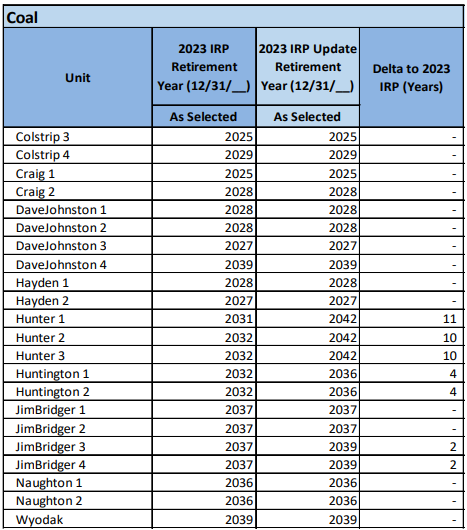 Coal
Unit 2023 IRP Retirement Year (12/31/__) 2023 IRP Update Retirement Year (12/31/__) Delta to 2023 IRP (Years)
As Selected As Selected
Colstrip 3 2025 2025 -
Colstrip 4 2029 2029 -
Craig 1 2025 2025 -
Craig 2 2028 2028 -
DaveJohnston 1 2028 2028 -
DaveJohnston 2 2028 2028 -
DaveJohnston 3 2027 2027 -
DaveJohnston 4 2039 2039 -
Hayden 1 2028 2028 -
Hayden 2 2027 2027 -
Hunter 1 2031 2042 11
Hunter 2 2032 2042 10
Hunter 3 2032 2042 10
Huntington 1 2032 2036 4
Huntington 2 2032 2036 4
JimBridger 1 2037 2037 -
JimBridger 2 2037 2037 -
JimBridger 3 2037 2039 2
JimBridger 4 2037 2039 2
Naughton 1 2036 2036 -
Naughton 2 2036 2036 -
Wyodak 2039 2039 -